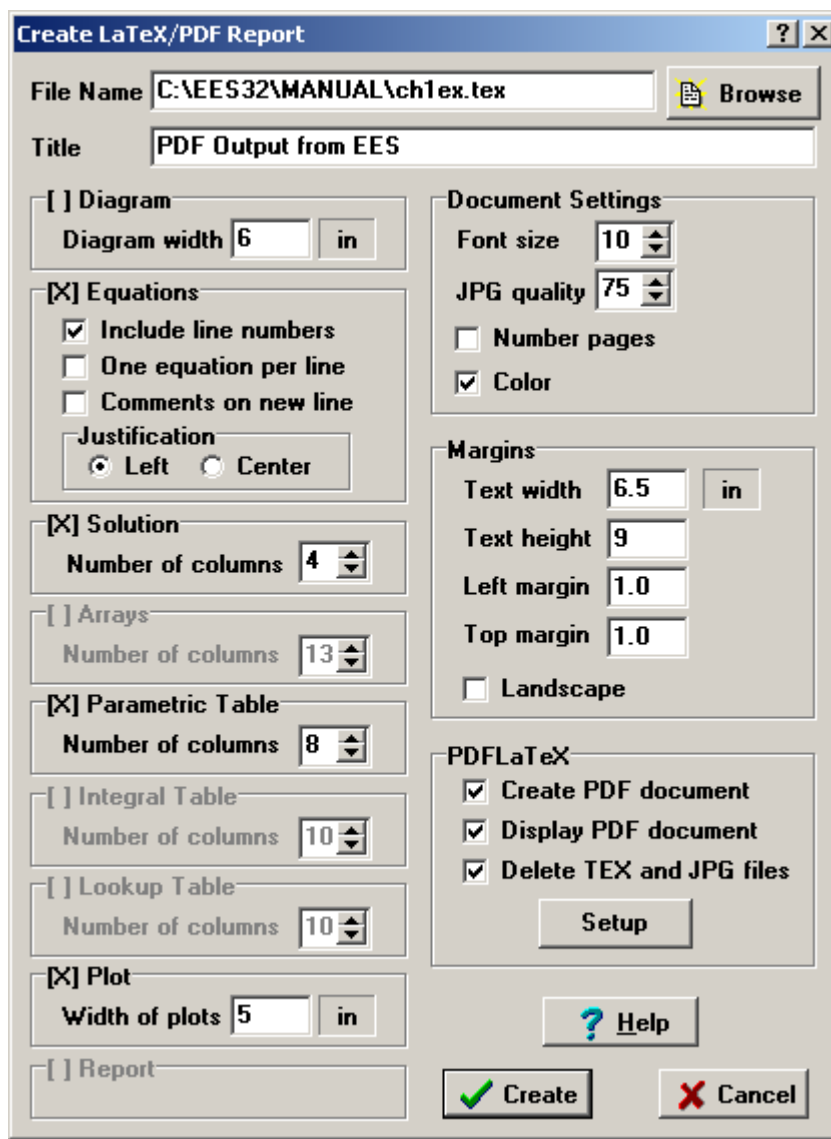 Create LaTeX/PDF Report
File Name C:\EES32\MANUAL\ch1ex.tex Browse
Title PDF Output from EES
[ ] Diagram
Diagram width 6 in
[X] Equations
Include line numbers
One equation per line
Comments on new line
Justification
Left Center
[X] Solution
Number of columns 4
[ ] Arrays
Number of columns 13
[X] Parametric Table
Number of columns 8
[ ] Integral Table
Number of columns 10
[ ] Lookup Table
Number of columns 10
[X] Plot
Width of plots 5 in
[ ] Report
Document Settings
Font size 10
JPG quality 75
Number pages
Color
Margins
Text width 6.5 in
Text height 9
Left margin 1.0
Top margin 1.0
Landscape
PDFLaTeX
Create PDF document
Display PDF document
Delete TEX and JPG files
Setup
? Help
Create Cancel